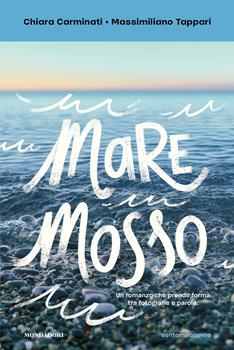 Chiara Carminati • Massimiliano Tappari
MaRe
MoSSo
Un romanzo che prende forma
tra fotografie e parole.
MONDADORI
contemporanea